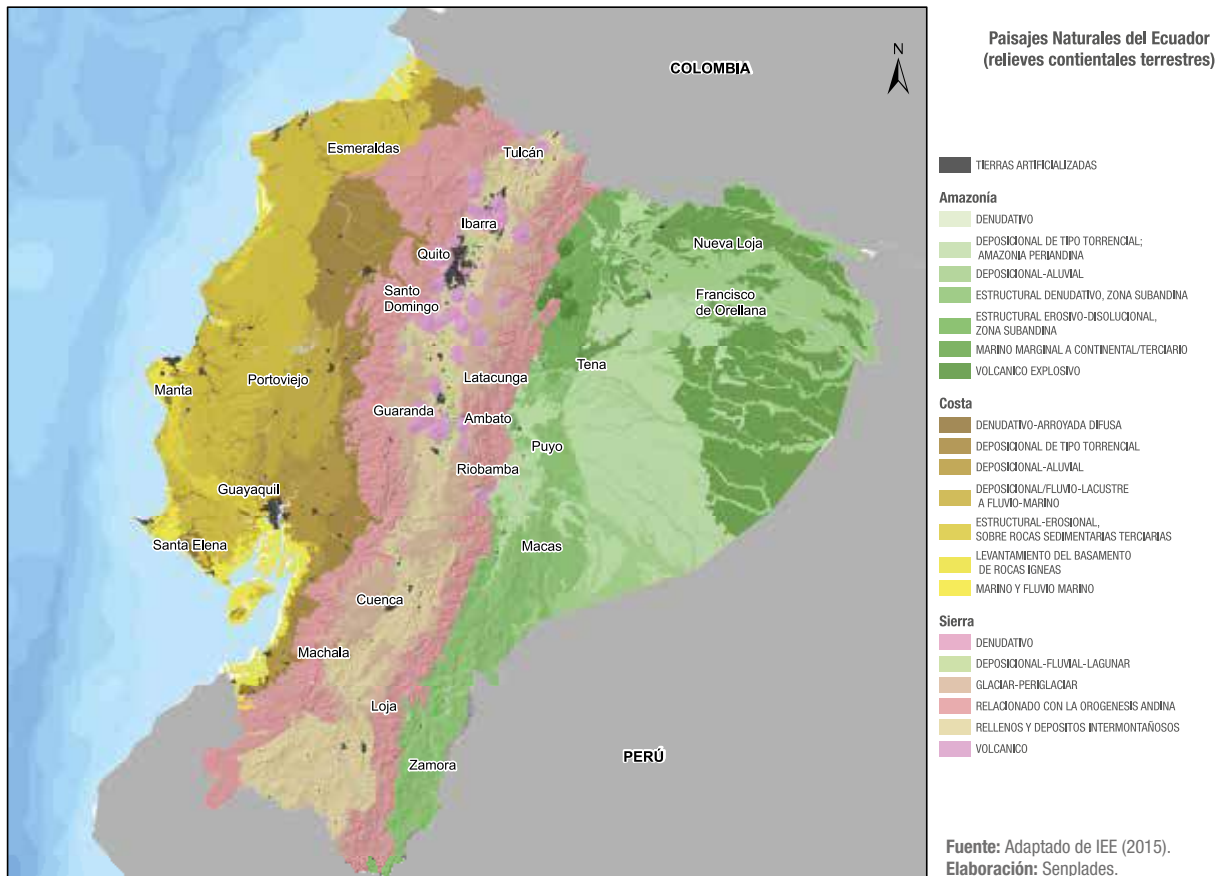 COLOMBIA
N
Esmeraldas
Tulcán
Ibarra
Quito
Nueva Loja
Santo
Domingo
Francisco
de Orellana
Tena
Portoviejo
Manta
Latacunga
Guaranda
Ambato
Puyo
Riobamba
Guayaquil
Santa Elena
Macas
Cuenca
Machala
Loja
Zamora
PERÚ
Paisajes Naturales del Ecuador
(relieves contientales terrestres)
TIERRAS ARTIFICIALIZADAS
Amazonía
DENUDATIVO
DEPOSICIONAL DE TIPO TORRENCIAL;
AMAZONIA PERIANDINA
DEPOSICIONAL-ALUVIAL
ESTRUCTURAL DENUDATIVO, ZONA SUBANDINA
ESTRUCTURAL EROSIVO-DISOLUCIONAL,
ZONA SUBANDINA
MARINO MARGINAL A CONTINENTAL/TERCIARIO
VOLCANICO EXPLOSIVO
Costa
DENUDATIVO-ARROYADA DIFUSA
DEPOSICIONAL DE TIPO TORRENCIAL
DEPOSICIONAL-ALUVIAL
DEPOSICIONAL/FLUVIO-LACUSTRE
A FLUVIO-MARINO
ESTRUCTURAL-EROSIONAL,
SOBRE ROCAS SEDIMENTARIAS TERCIARIAS
LEVANTAMIENTO DEL BASAMENTO
DE ROCAS IGNEAS
MARINO Y FLUVIO MARINO
Sierra
DENUDATIVO
DEPOSICIONAL-FLUVIAL-LAGUNAR
GLACIAR-PERIGLACIAR
RELACIONADO CON LA OROGENESIS ANDINA
RELLENOS Y DEPOSITOS INTERMONTAÑOSOS
VOLCANICO
Fuente: Adaptado de IEE (2015).
Elaboración: Senplades.